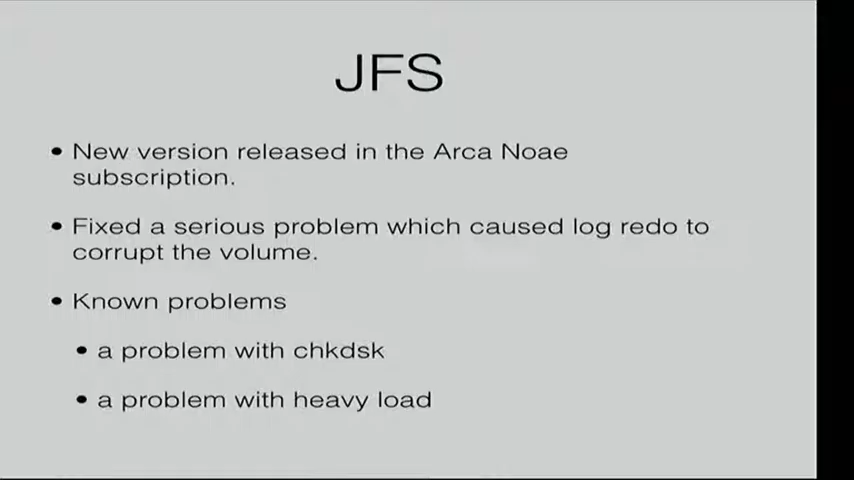 JFS
• New version released in the Arca Noae
subscription.
• Fixed a serious problem which caused log redo to
corrupt the volume.
• Known problems
• a problem with chkdsk
• a problem with heavy load